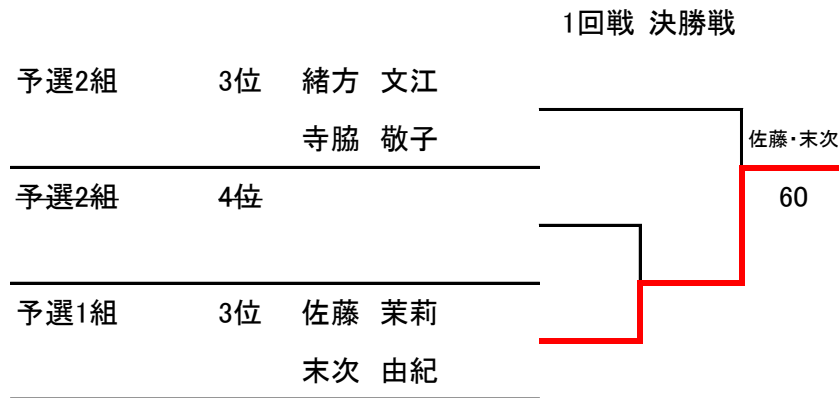 1回戦 決勝戦
予選2組 3位 緒方 文江
寺脇 敬子
佐藤・末次
予選2組 4位
60
予選1組 3位 佐藤 茉莉
末次 由紀